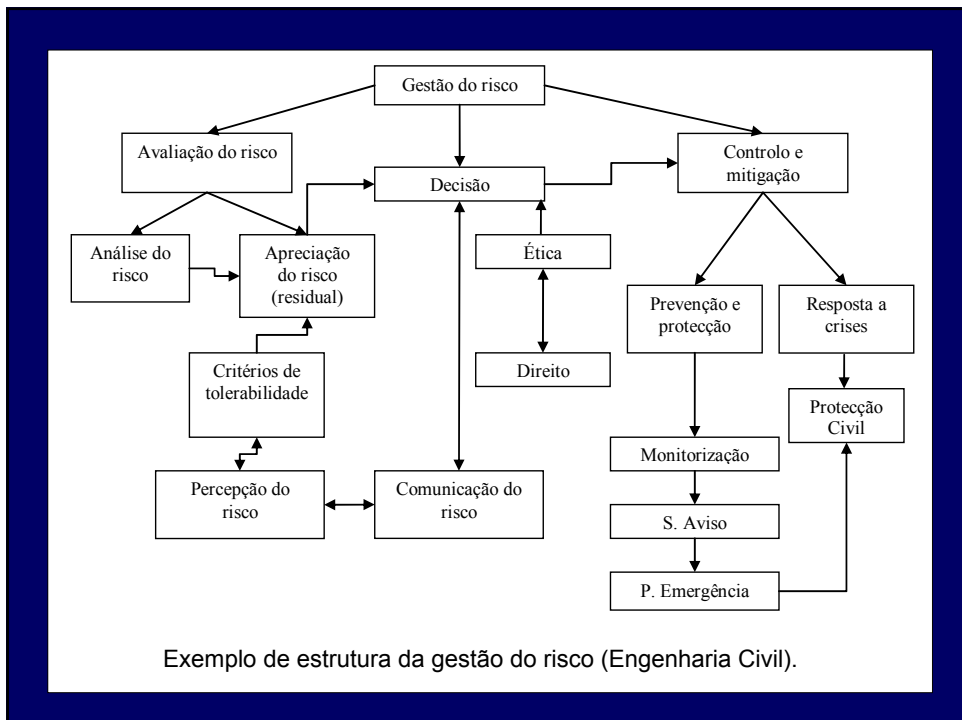 Gestão do risco
Avaliação do risco
Decisão
Controlo e
mitigação
Análise do
risco
Apreciação
do risco
(residual)
Ética
Prevenção e
protecção
Resposta a
crises
Critérios de
tolerabilidade
Direito
Protecção
Civil
Monitorização
Percepção do
risco
Comunicação do
risco
S. Aviso
P. Emergência
Exemplo de estrutura da gestão do risco (Engenharia Civil).